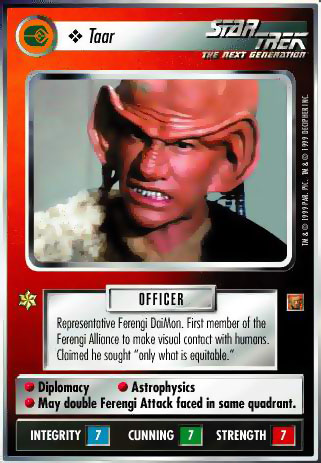 ❖ Taar
STAR TREK
THE NEXT GENERATION
TM & © 1999 PAR. PIC. TM & © 1999 DECIPHER INC.
OFFICER
Representative Ferengi DaiMon. First member of the
Ferengi Alliance to make visual contact with humans.
Claimed he sought "only what is equitable."
Diplomacy
Astrophysics
May double Ferengi Attack faced in same quadrant.
INTEGRITY 7 CUNNING 7 STRENGTH 7